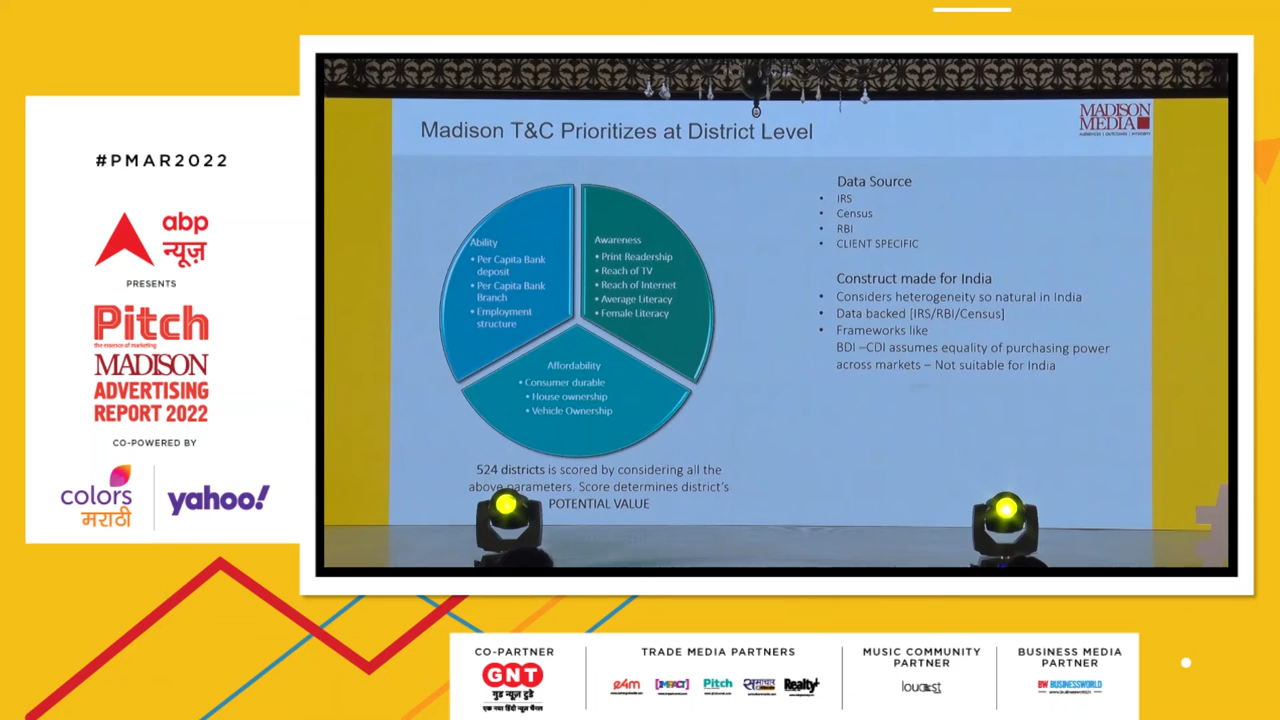 #PMAR2022
abp
न्यूज़
PRESENTS
Pitch
the essence of marketing
MADISON
ADVERTISING
REPORT 2022
CO-POWERED BY
colors
मराठी
yahoo!
Madison T&C Prioritizes at District Level
MADISON
MEDIA
Ability
• Per Capita Bank
deposit
• Per Capita Bank
Branch
• Employment
structure
Awareness
• Print Readership
• Reach of TV
• Reach of Internet
• Average Literacy
• Female Literacy
Affordability
• Consumer durable
• House ownership
• Vehicle Ownership
524 districts is scored by considering all the
above parameters. Score determines district's
POTENTIAL VALUE
Data Source
• IRS
• Census
• RBI
• CLIENT SPECIFIC
Construct made for India
• Considers heterogeneity so natural in India
• Data backed [IRS/RBI/Census]
• Frameworks like
BDI –CDI assumes equality of purchasing power
across markets – Not suitable for India
CO-PARTNER
GNT
गुड न्यूज़ टुडे
एक नया हिंदी न्यूज़ चैनल
TRADE MEDIA PARTNERS
e4m
[IMPACT]
Pitch
समाचार
Realty+
MUSIC COMMUNITY
PARTNER
BUSINESS MEDIA
PARTNER
BW BUSINESSWORLD